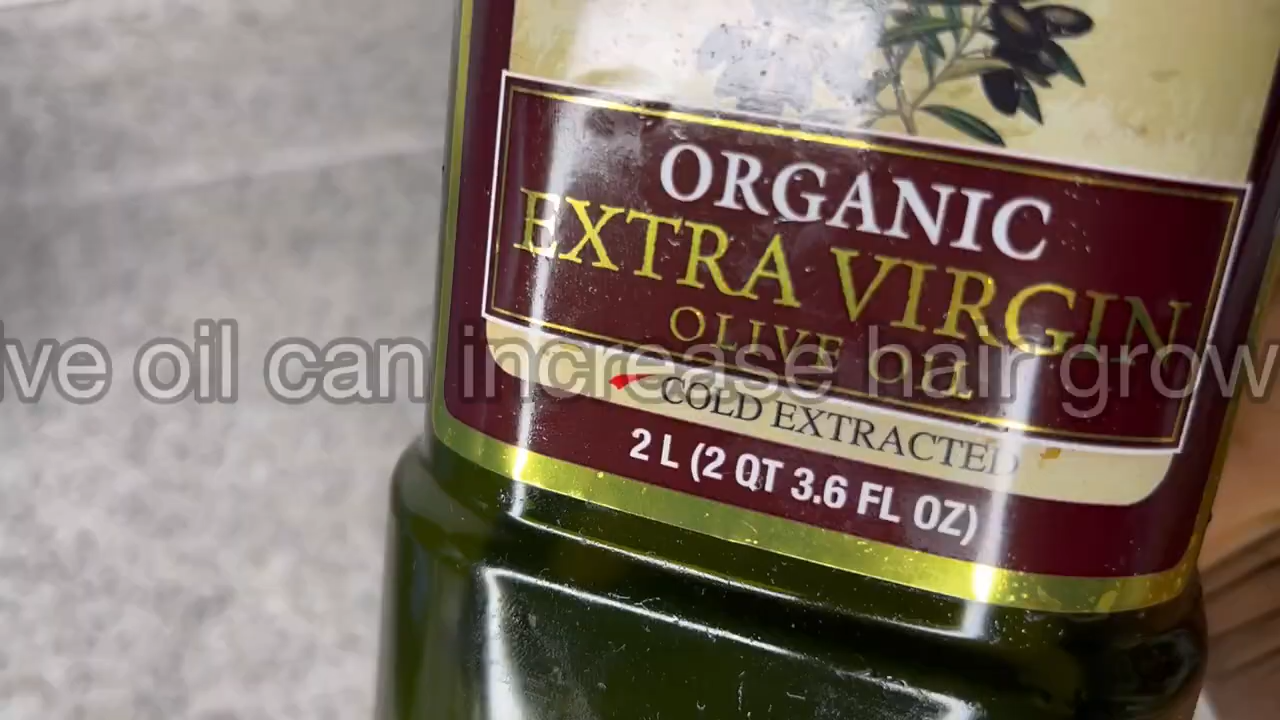 ORGANIC
EXTRA VIRGIN
OLIVE OIL
ive oil can increase hair grow
COLD EXTRACTED
2 L (2 QT 3.6 FL OZ)